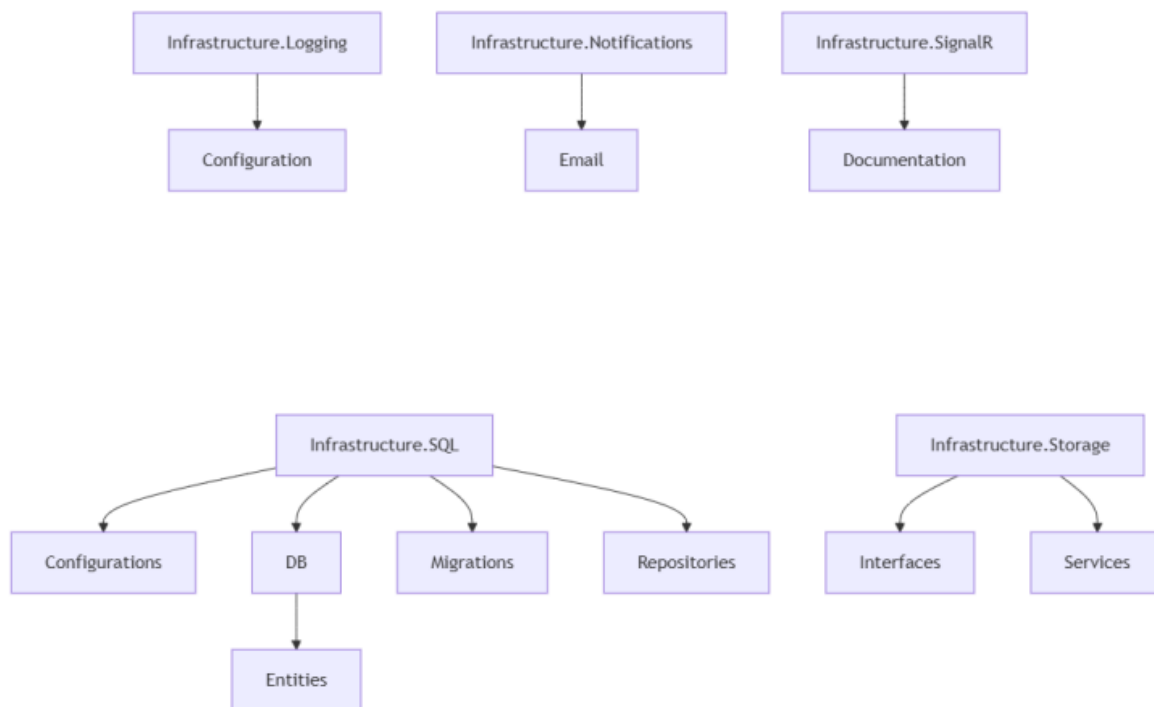 Infrastructure.Logging
Infrastructure.Notifications
Infrastructure.SignalR
Configuration
Email
Documentation
Infrastructure.SQL
Infrastructure.Storage
Configurations
DB
Migrations
Repositories
Interfaces
Services
Entities